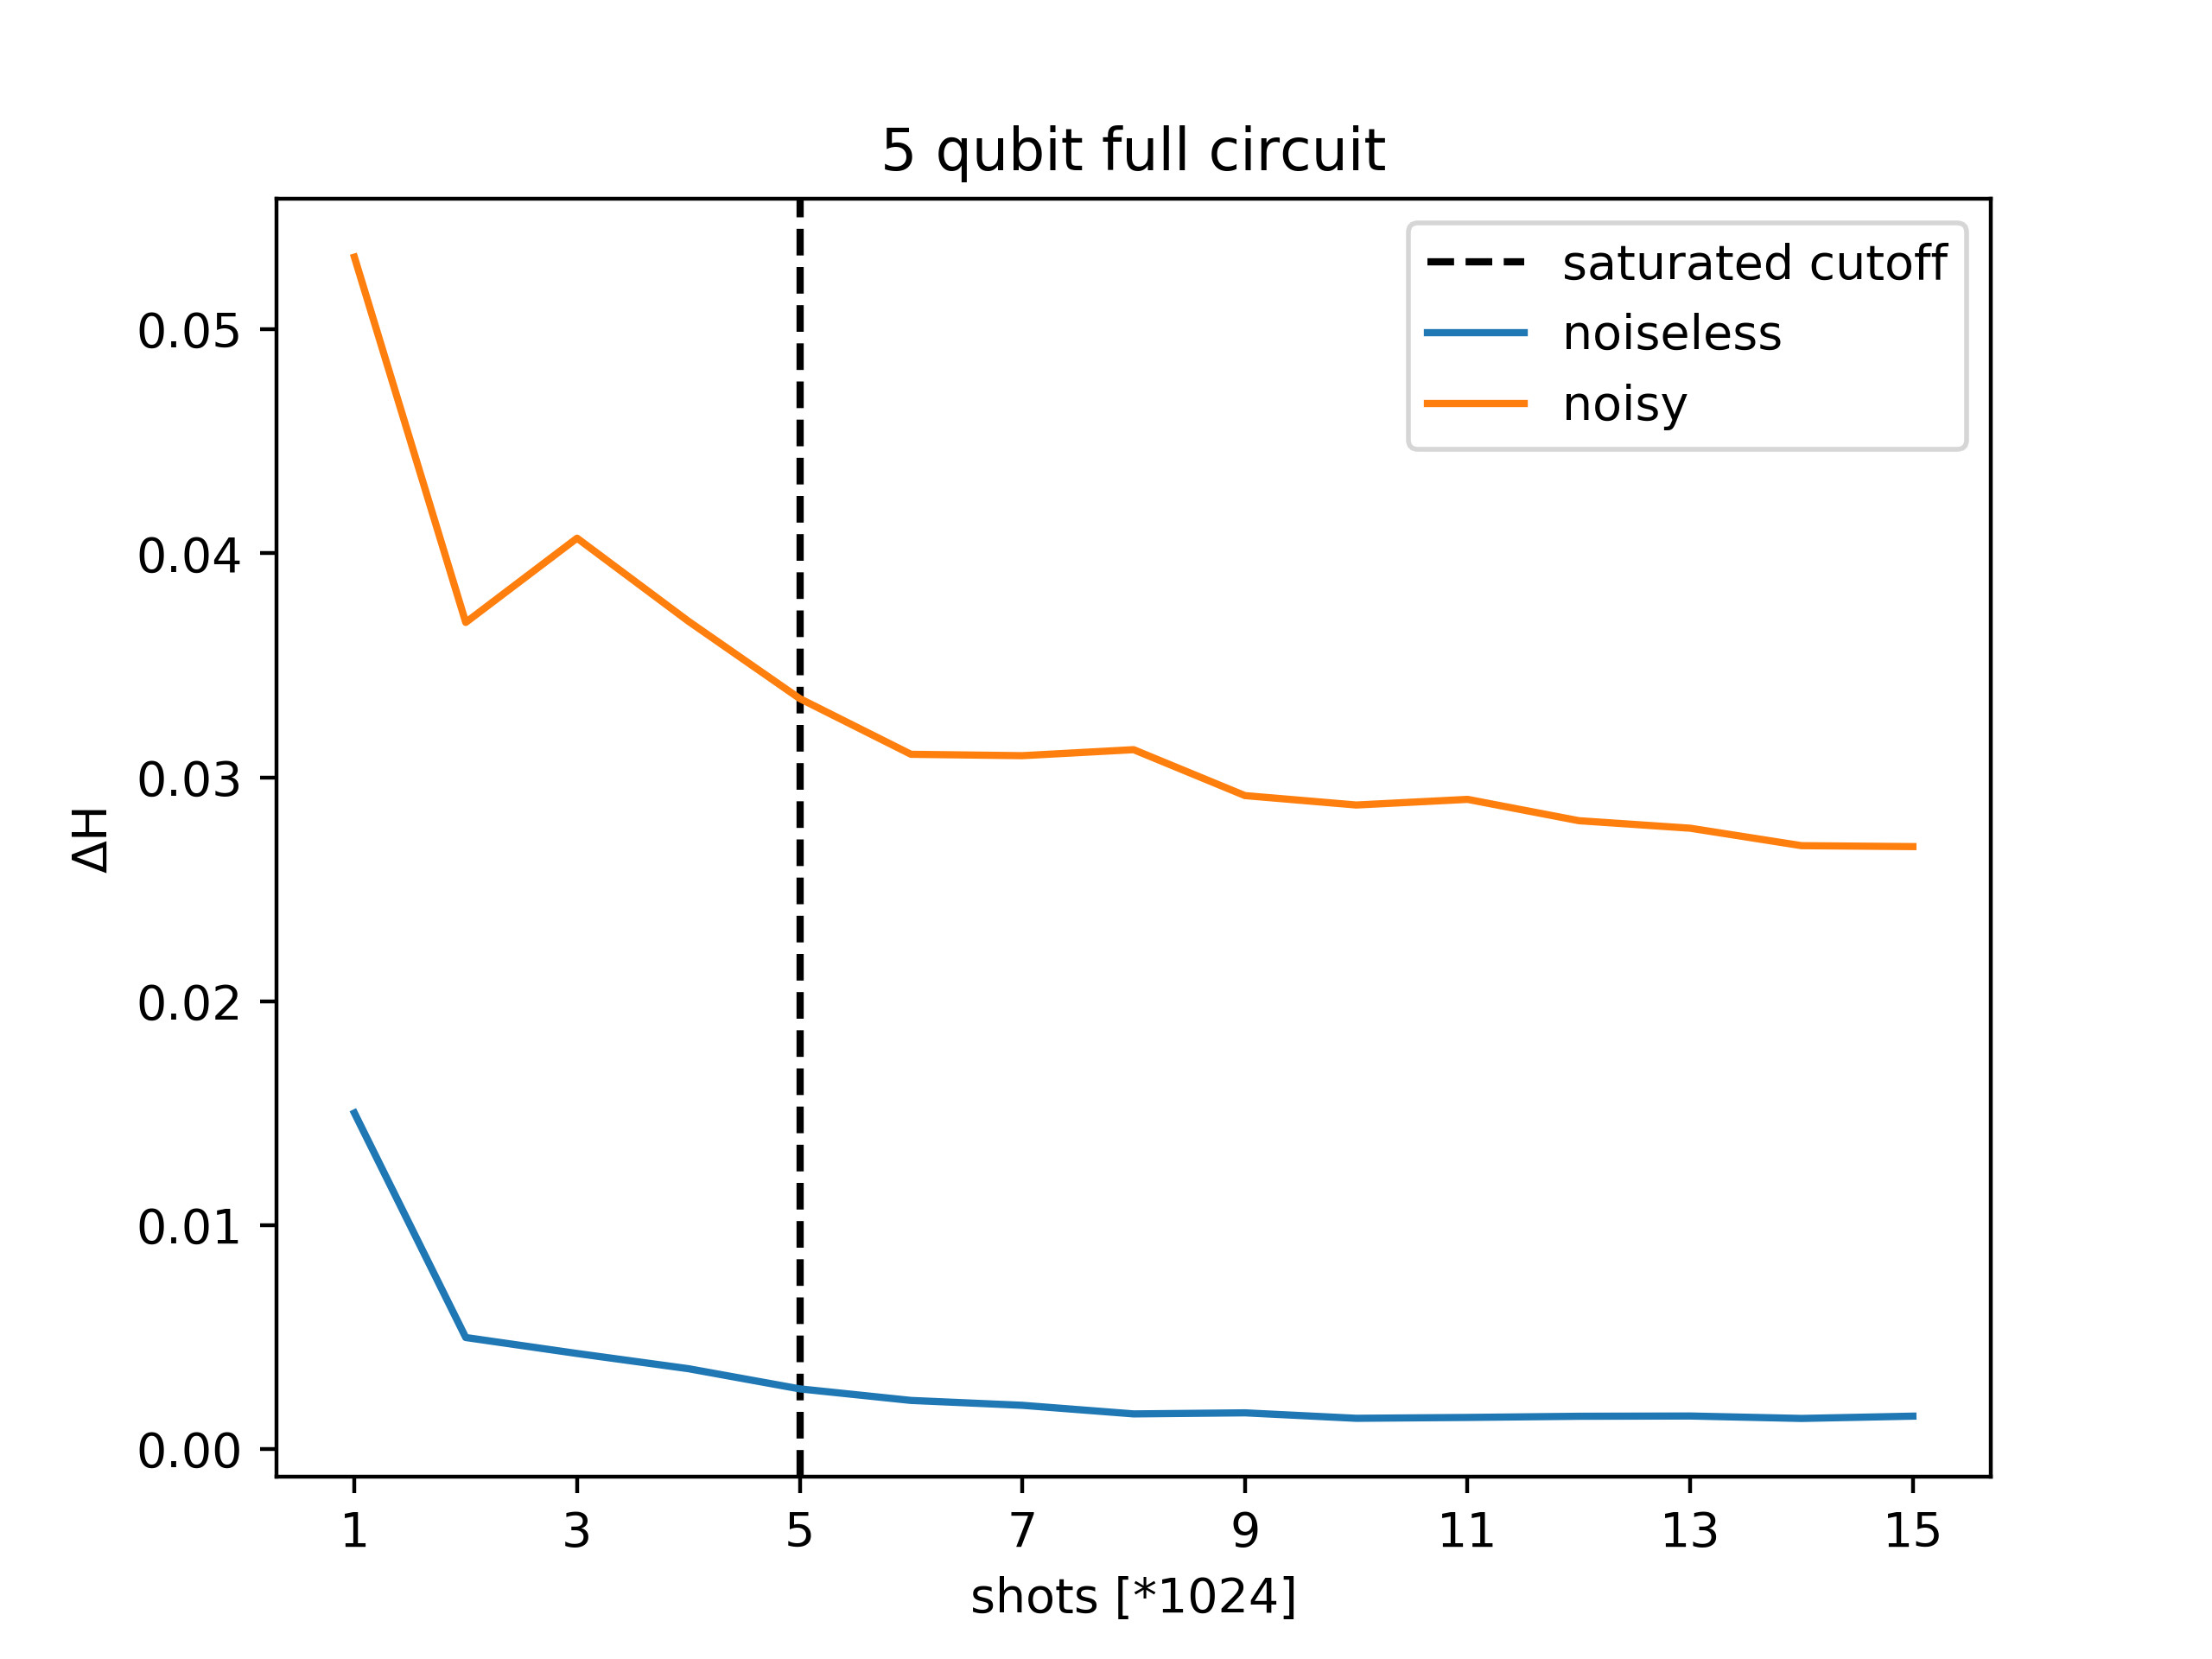 5 qubit full circuit
saturated cutoff
noiseless
noisy
0.05
0.04
0.03
0.02
0.01
0.00
ΔH
1 3 5 7 9 11 13 15
shots [*1024]